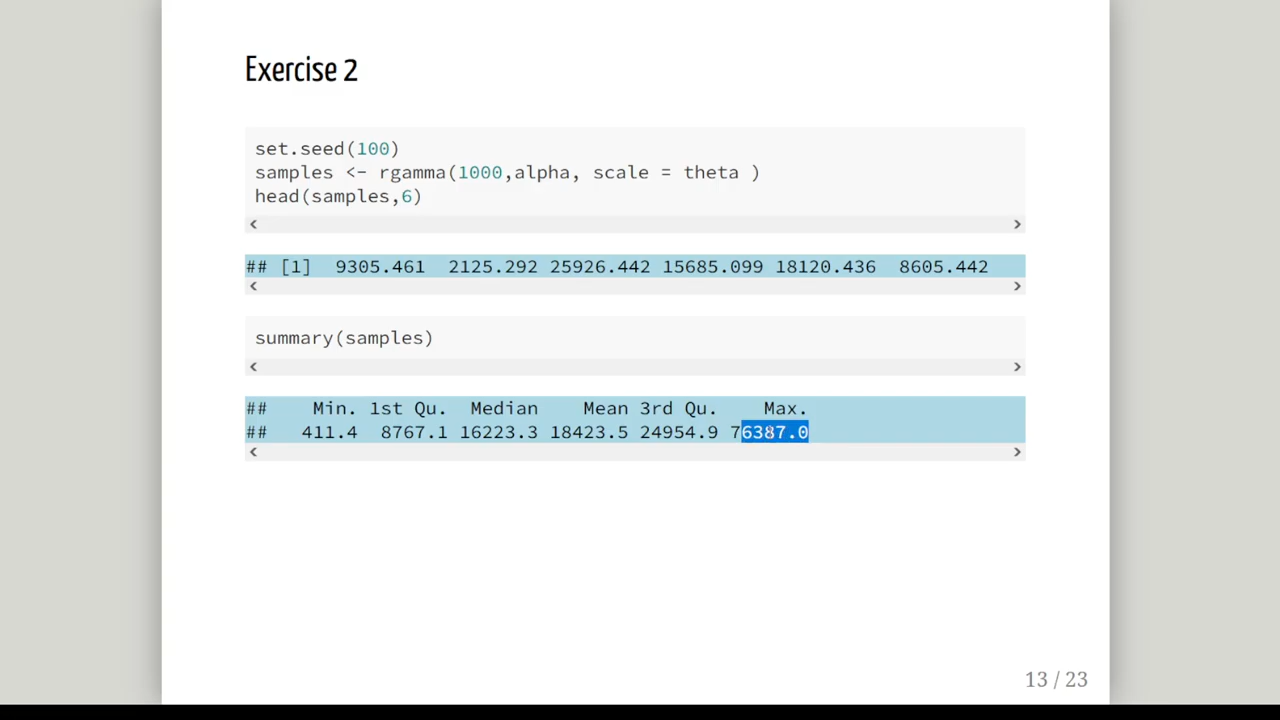 Exercise 2
set.seed(100)
samples <- rgamma(1000,alpha, scale = theta )
head(samples,6)
## [1]  9305.461  2125.292 25926.442 15685.099 18120.436  8605.442
summary(samples)
##    Min. 1st Qu.  Median    Mean 3rd Qu.    Max.
##   411.4  8767.1 16223.3 18423.5 24954.9 76387.0
13 / 23